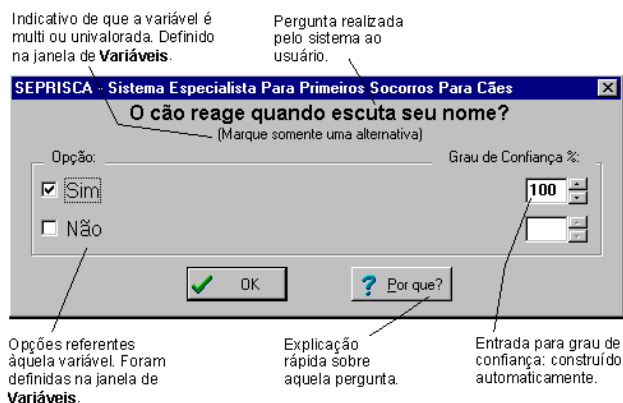 Indicativo de que a variável é
multi ou univalorada. Definido
na janela de Variáveis.
Pergunta realizada
pelo sistema ao
usuário.
SEPRISCA - Sistema Especialista Para Primeiros Socorros Para Cães
O cão reage quando escuta seu nome?
(Marque somente uma alternativa)
Opção:
Grau de Confiança %:
Sim
100
Não
OK
? Por que?
Opções referentes
àquela variável. Foram
definidas na janela de
Variáveis.
Explicação
rápida sobre
aquela pergunta.
Entrada para grau de
confiança: construído
automaticamente.